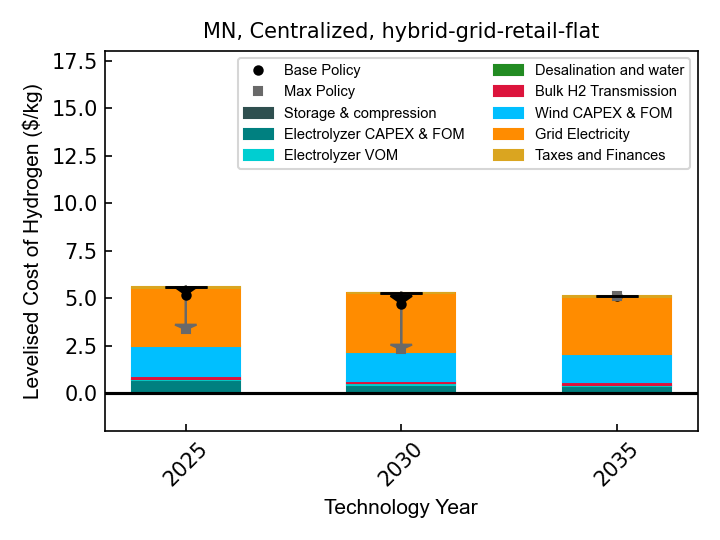 MN, Centralized, hybrid-grid-retail-flat
Levelised Cost of Hydrogen ($/kg)
17.5
15.0
12.5
10.0
7.5
5.0
2.5
0.0
Base Policy
Max Policy
Storage & compression
Electrolyzer CAPEX & FOM
Electrolyzer VOM
Desalination and water
Bulk H2 Transmission
Wind CAPEX & FOM
Grid Electricity
Taxes and Finances
2025
2030
2035
Technology Year